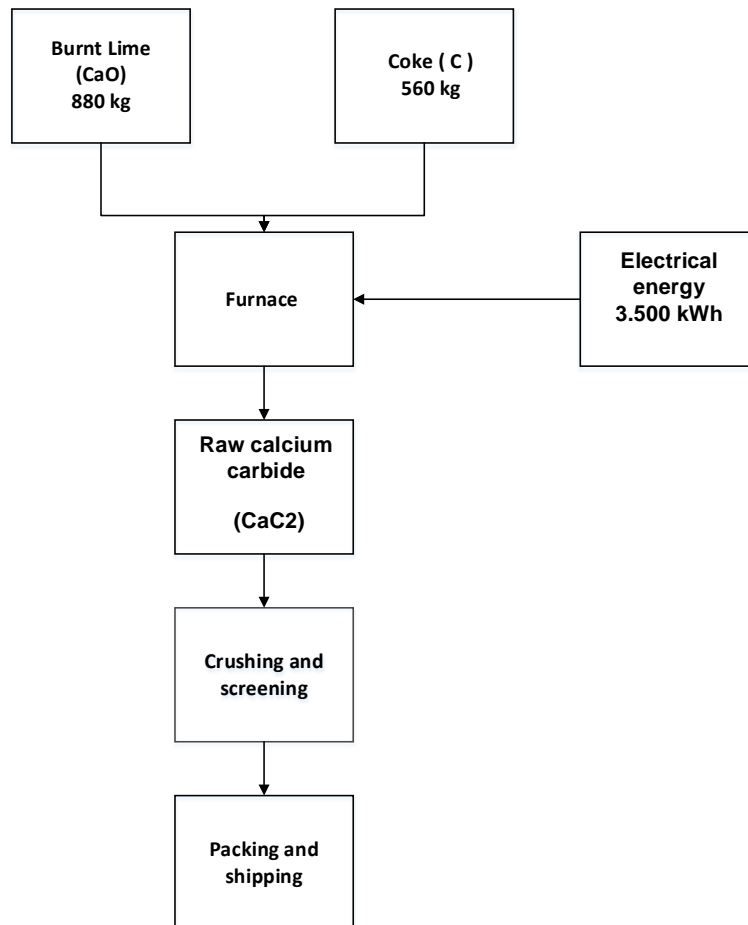 Burnt Lime
(CaO)
880 kg
Coke ( C )
560 kg
Furnace
Electrical
energy
3.500 kWh
Raw calcium
carbide
(CaC2)
Crushing and
screening
Packing and
shipping